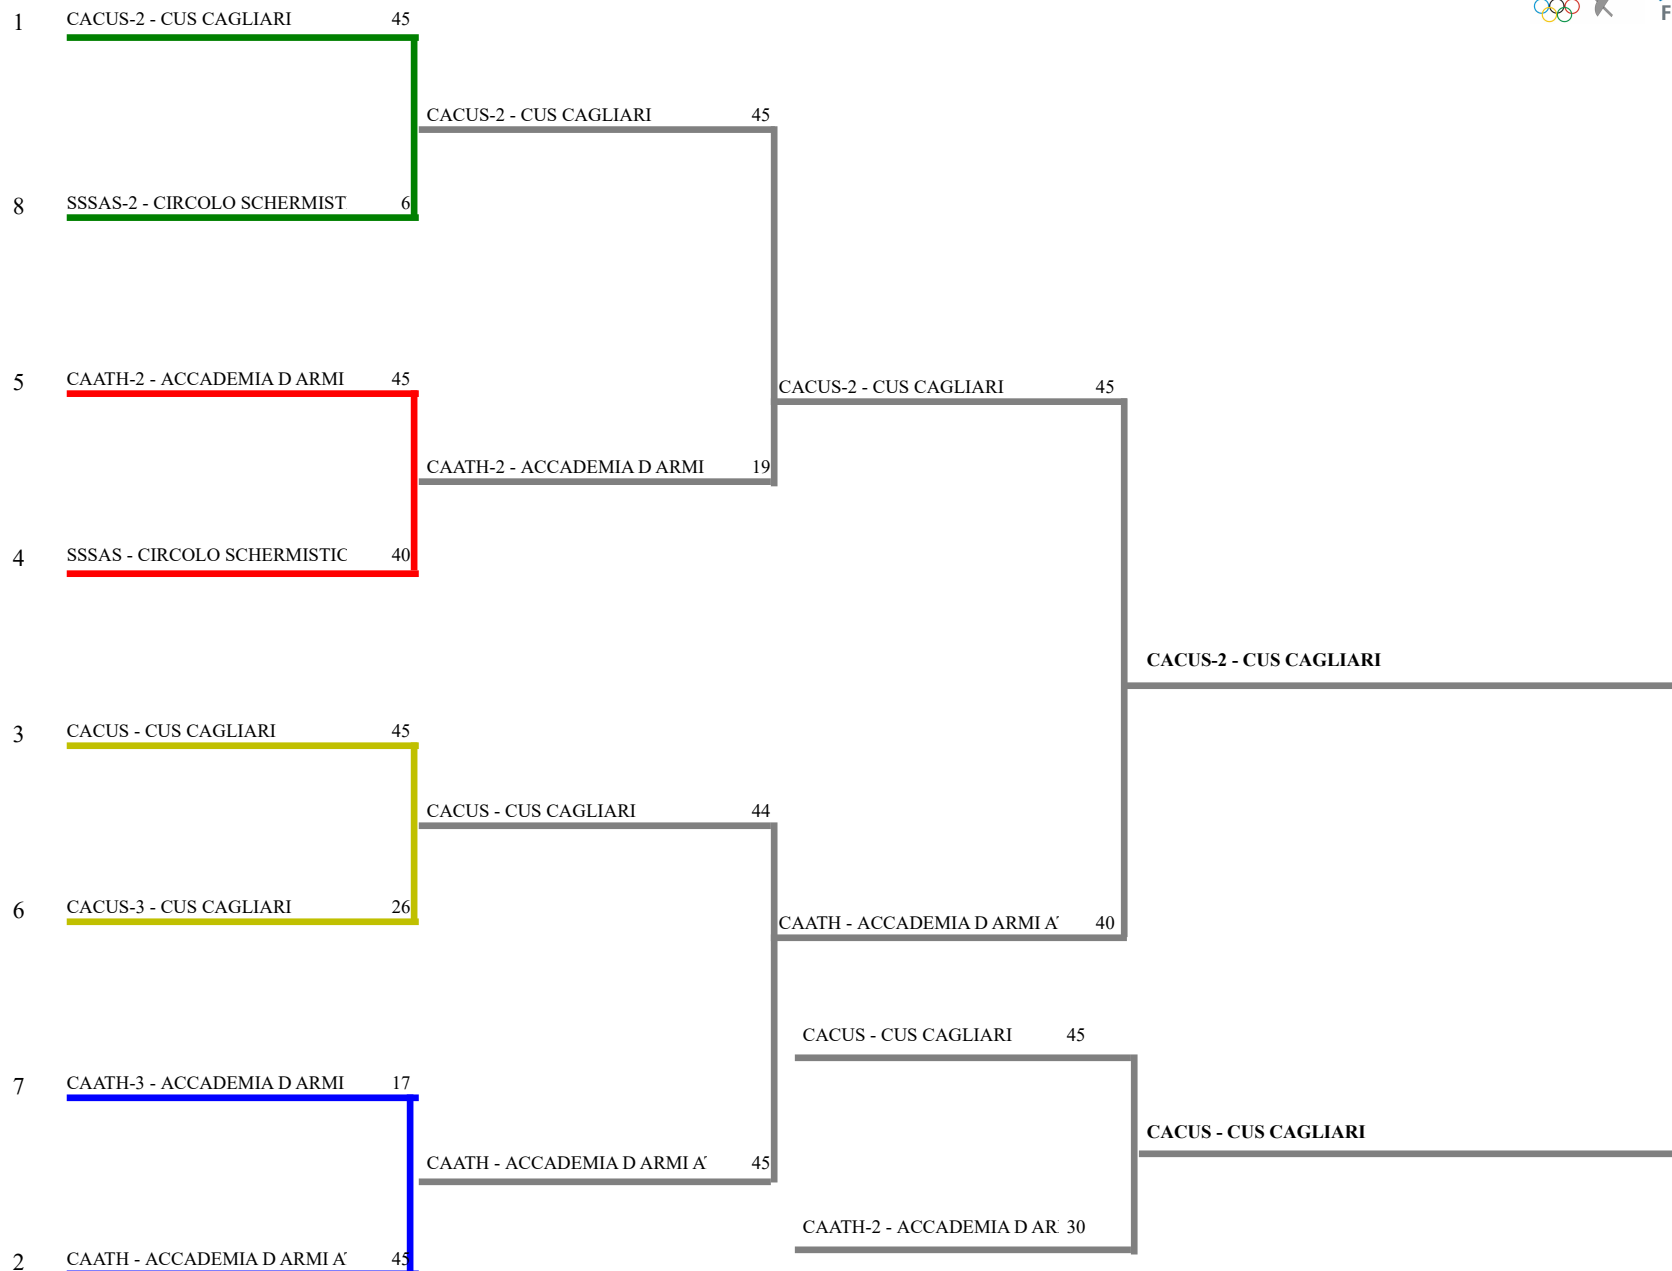 1 CACUS-2 - CUS CAGLIARI 45
F
CACUS-2 - CUS CAGLIARI 45
8 SSSAS-2 - CIRCOLO SCHERMIST 6
5 CAATH-2 - ACCADEMIA D ARMI 45
CACUS-2 - CUS CAGLIARI 45
CAATH-2 - ACCADEMIA D ARMI 19
4 SSSAS - CIRCOLO SCHERMISTIC 40
CACUS-2 - CUS CAGLIARI
3 CACUS - CUS CAGLIARI 45
CACUS - CUS CAGLIARI 44
6 CACUS-3 - CUS CAGLIARI 26
CAATH - ACCADEMIA D ARMI A 40
CACUS - CUS CAGLIARI 45
7 CAATH-3 - ACCADEMIA D ARMI 17
CACUS - CUS CAGLIARI
CAATH - ACCADEMIA D ARMI A 45
CAATH-2 - ACCADEMIA D AR 30
2 CAATH - ACCADEMIA D ARMI A 45